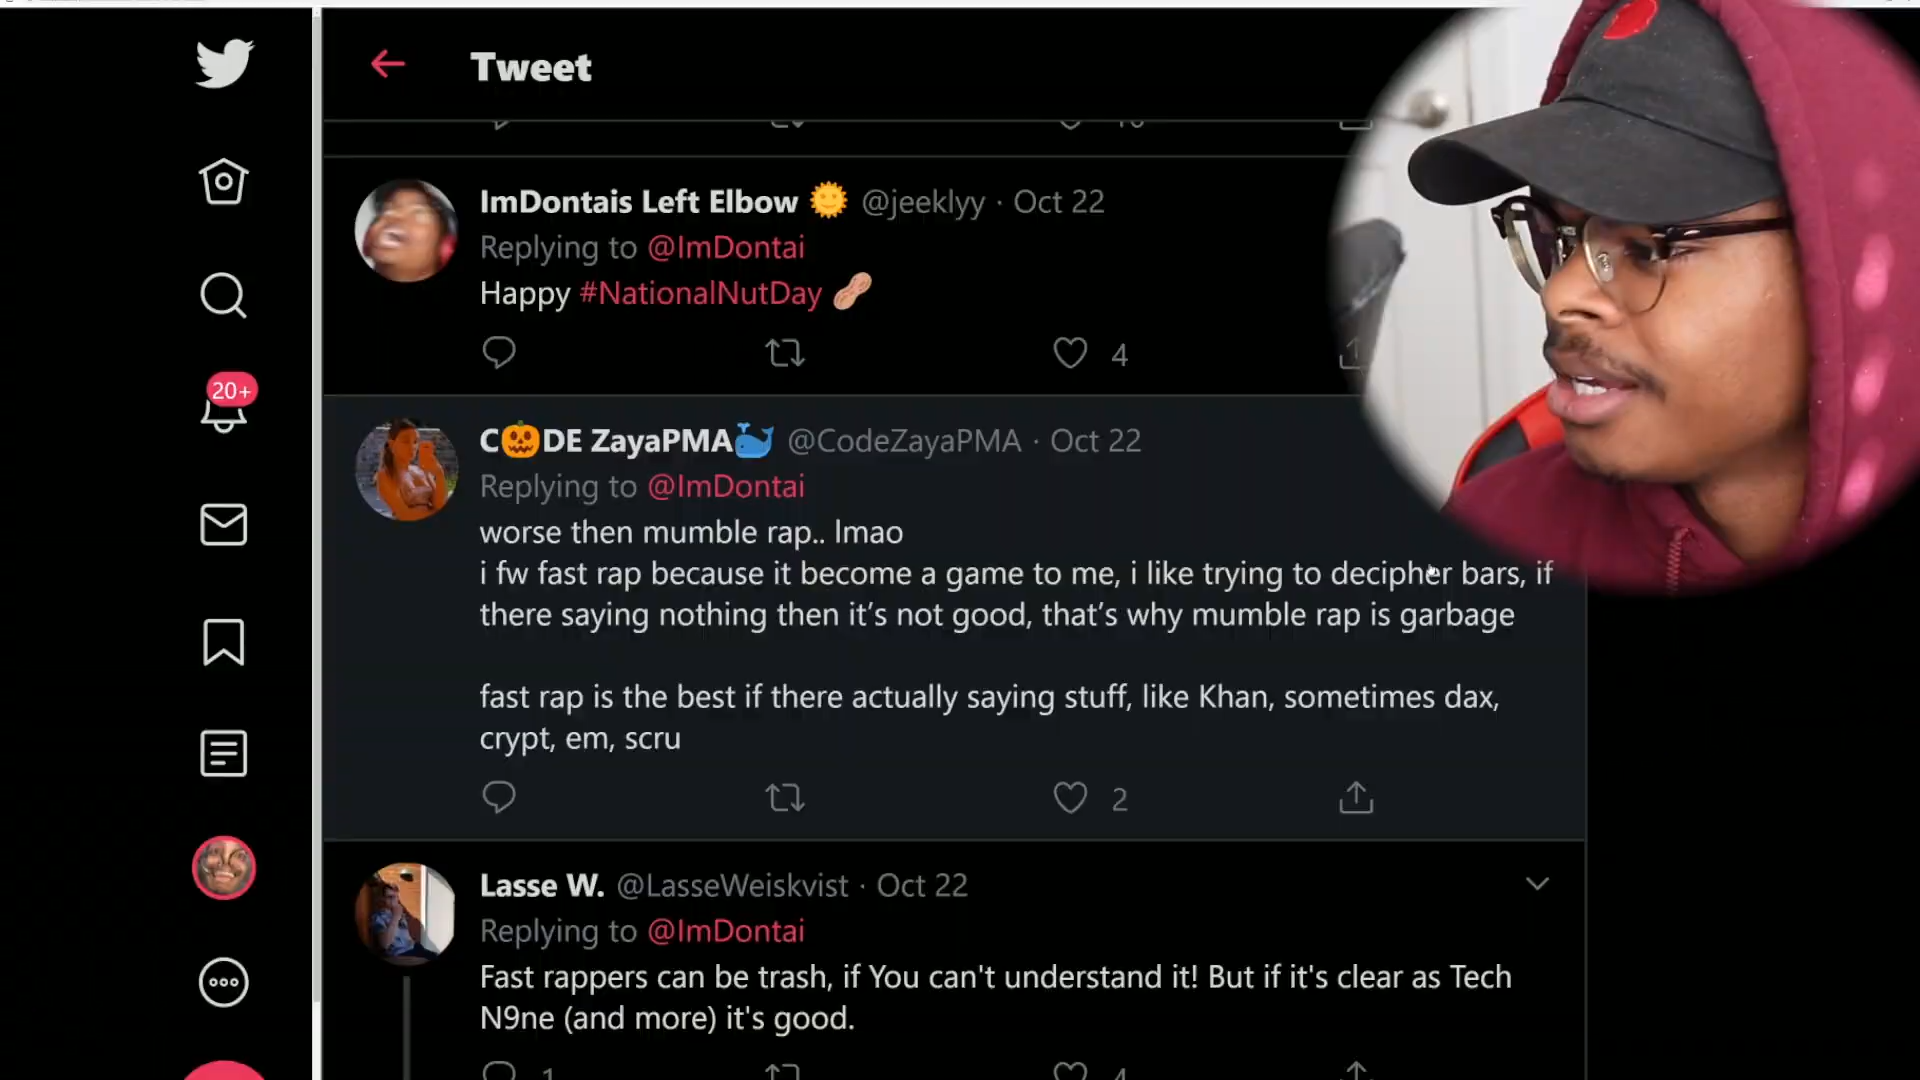 Tweet
ImDontais Left Elbow 🌞 @jeeklyy · Oct 22
Replying to @ImDontai
Happy #NationalNutDay 🥜
4
20+
C🎃DE ZayaPMA🐳 @CodeZayaPMA · Oct 22
Replying to @ImDontai
worse then mumble rap.. lmao
i fw fast rap because it become a game to me, i like trying to decipher bars, if
there saying nothing then it’s not good, that’s why mumble rap is garbage
fast rap is the best if there actually saying stuff, like Khan, sometimes dax,
crypt, em, scru
2
Lasse W. @LasseWeiskvist · Oct 22
Replying to @ImDontai
Fast rappers can be trash, if You can't understand it! But if it's clear as Tech
N9ne (and more) it's good.
1 4